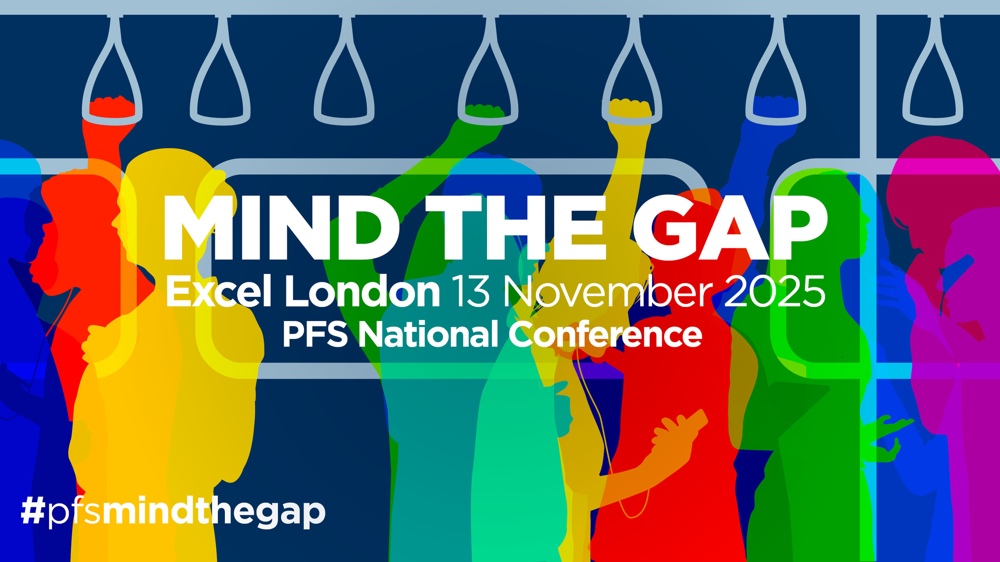 MIND THE GAP
Excel London 13 November 2025
PFS National Conference
#pfsmindthegap